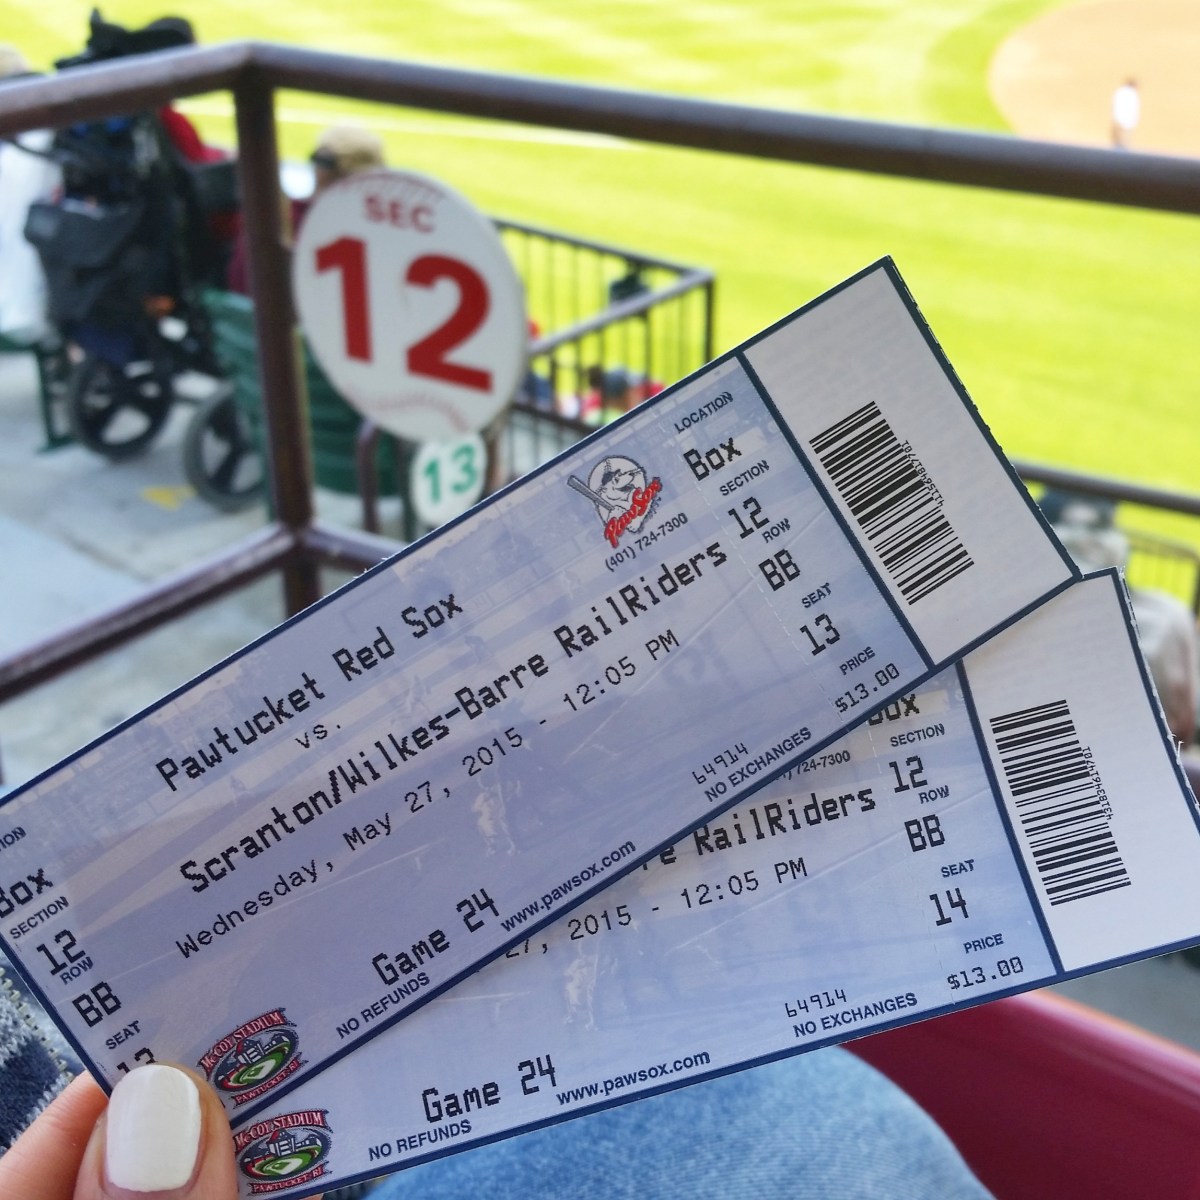 SEC
12
13
LOCATION
Box
SECTION
12
ROW
BB
SEAT
13
PRICE
$13.00
PawSox
(401) 724-7300
Pawtucket Red Sox
vs.
Scranton/Wilkes-Barre RailRiders
Wednesday, May 27, 2015 - 12:05 PM
64914
NO EXCHANGES
Game 24
www.pawsox.com
NO REFUNDS
Box
SECTION
12
ROW
BB
SEAT
13
McCOY STADIUM
PAWTUCKET, RI
Box
SECTION
12
ROW
BB
SEAT
14
PRICE
$13.00
724-7300
RailRiders
27, 2015 - 12:05 PM
64914
NO EXCHANGES
Game 24
www.pawsox.com
NO REFUNDS
McCOY STADIUM
PAWTUCKET, RI